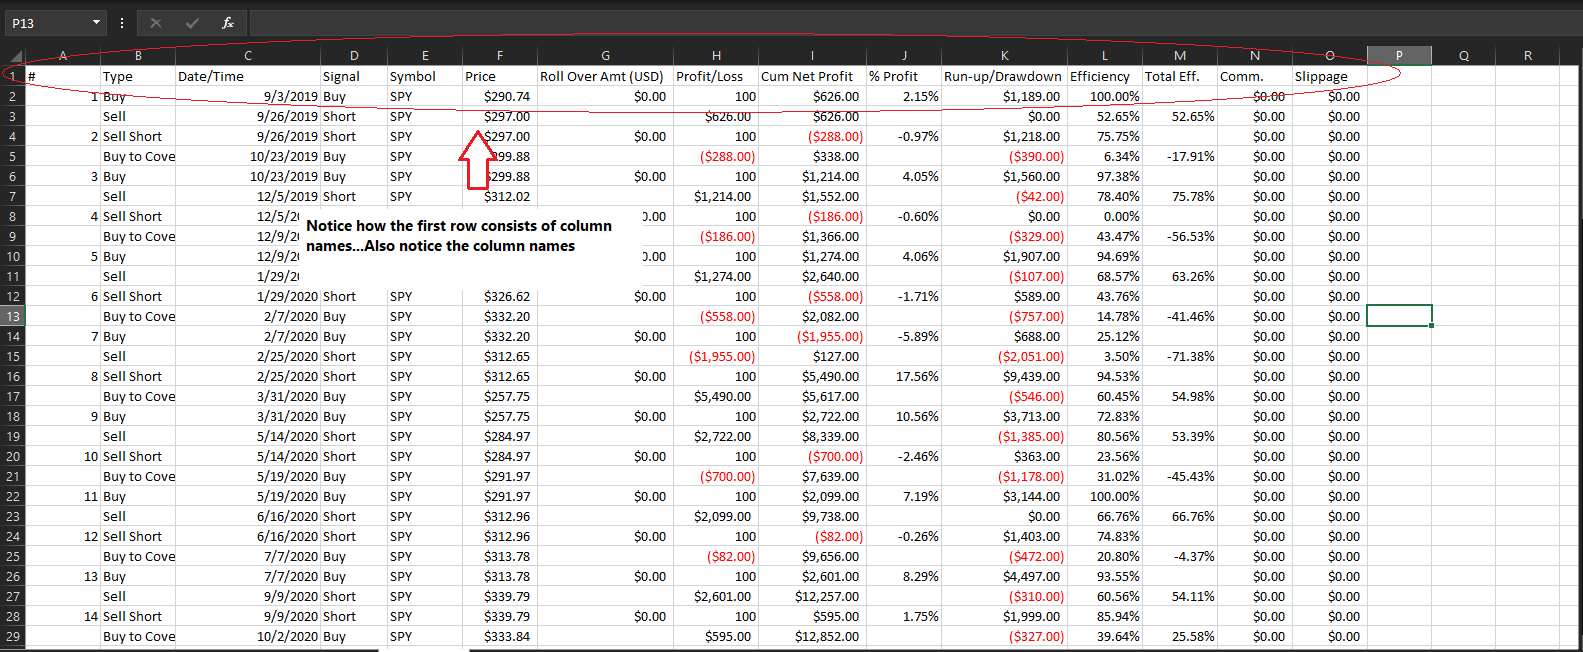 P13 fx
A B C D E F G H I J K L M N O P Q R
1 # Type Date/Time Signal Symbol Price Roll Over Amt (USD) Profit/Loss Cum Net Profit % Profit Run-up/Drawdown Efficiency Total Eff. Comm. Slippage
2 1 Buy 9/3/2019 Buy SPY $290.74 $0.00 100 $626.00 2.15% $1,189.00 100.00% $0.00 $0.00
3 Sell 9/26/2019 Short SPY $297.00 $626.00 $626.00 $0.00 52.65% 52.65% $0.00 $0.00
4 2 Sell Short 9/26/2019 Short SPY $297.00 $0.00 100 ($288.00) -0.97% $1,218.00 75.75% $0.00 $0.00
5 Buy to Cove 10/23/2019 Buy SPY 299.88 ($288.00) $338.00 ($390.00) 6.34% -17.91% $0.00 $0.00
6 3 Buy 10/23/2019 Buy SPY $299.88 $0.00 100 $1,214.00 4.05% $1,560.00 97.38% $0.00 $0.00
7 Sell 12/5/2019 Short SPY $312.02 $1,214.00 $1,552.00 ($42.00) 78.40% 75.78% $0.00 $0.00
8 4 Sell Short 12/5/20 0.00 100 ($186.00) -0.60% $0.00 0.00% $0.00 $0.00
Notice how the first row consists of column
9 Buy to Cove 12/9/20 ($186.00) $1,366.00 ($329.00) 43.47% -56.53% $0.00 $0.00
names...Also notice the column names
10 5 Buy 12/9/20 0.00 100 $1,274.00 4.06% $1,907.00 94.69% $0.00 $0.00
11 Sell 1/29/20 $1,274.00 $2,640.00 ($107.00) 68.57% 63.26% $0.00 $0.00
12 6 Sell Short 1/29/2020 Short SPY $326.62 $0.00 100 ($558.00) -1.71% $589.00 43.76% $0.00 $0.00
13 Buy to Cove 2/7/2020 Buy SPY $332.20 ($558.00) $2,082.00 ($757.00) 14.78% -41.46% $0.00 $0.00
14 7 Buy 2/7/2020 Buy SPY $332.20 $0.00 100 ($1,955.00) -5.89% $688.00 25.12% $0.00 $0.00
15 Sell 2/25/2020 Short SPY $312.65 ($1,955.00) $127.00 ($2,051.00) 3.50% -71.38% $0.00 $0.00
16 8 Sell Short 2/25/2020 Short SPY $312.65 $0.00 100 $5,490.00 17.56% $9,439.00 94.53% $0.00 $0.00
17 Buy to Cove 3/31/2020 Buy SPY $257.75 $5,490.00 $5,617.00 ($546.00) 60.45% 54.98% $0.00 $0.00
18 9 Buy 3/31/2020 Buy SPY $257.75 $0.00 100 $2,722.00 10.56% $3,713.00 72.83% $0.00 $0.00
19 Sell 5/14/2020 Short SPY $284.97 $2,722.00 $8,339.00 ($1,385.00) 80.56% 53.39% $0.00 $0.00
20 10 Sell Short 5/14/2020 Short SPY $284.97 $0.00 100 ($700.00) -2.46% $363.00 23.56% $0.00 $0.00
21 Buy to Cove 5/19/2020 Buy SPY $291.97 ($700.00) $7,639.00 ($1,178.00) 31.02% -45.43% $0.00 $0.00
22 11 Buy 5/19/2020 Buy SPY $291.97 $0.00 100 $2,099.00 7.19% $3,144.00 100.00% $0.00 $0.00
23 Sell 6/16/2020 Short SPY $312.96 $2,099.00 $9,738.00 $0.00 66.76% 66.76% $0.00 $0.00
24 12 Sell Short 6/16/2020 Short SPY $312.96 $0.00 100 ($82.00) -0.26% $1,403.00 74.83% $0.00 $0.00
25 Buy to Cove 7/7/2020 Buy SPY $313.78 ($82.00) $9,656.00 ($472.00) 20.80% -4.37% $0.00 $0.00
26 13 Buy 7/7/2020 Buy SPY $313.78 $0.00 100 $2,601.00 8.29% $4,497.00 93.55% $0.00 $0.00
27 Sell 9/9/2020 Short SPY $339.79 $2,601.00 $12,257.00 ($310.00) 60.56% 54.11% $0.00 $0.00
28 14 Sell Short 9/9/2020 Short SPY $339.79 $0.00 100 $595.00 1.75% $1,999.00 85.94% $0.00 $0.00
29 Buy to Cove 10/2/2020 Buy SPY $333.84 $595.00 $12,852.00 ($327.00) 39.64% 25.58% $0.00 $0.00